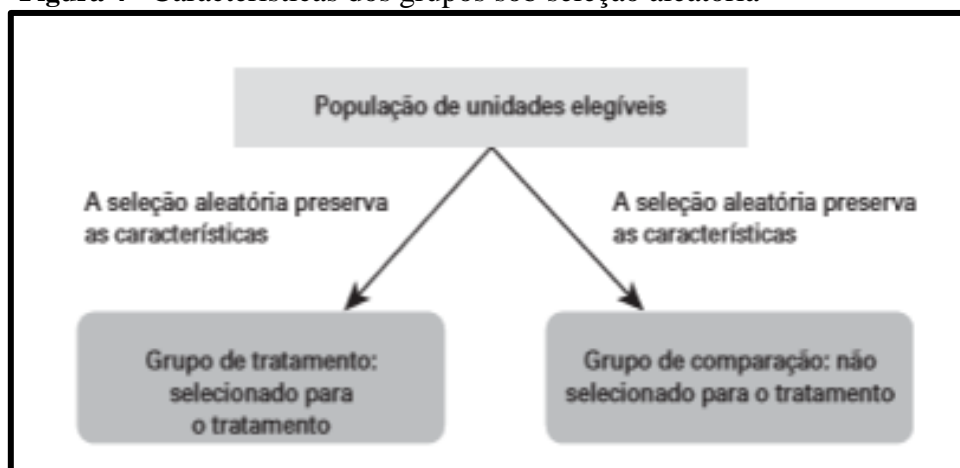 População de unidades elegíveis
A seleção aleatória preserva
as características
A seleção aleatória preserva
as características
Grupo de tratamento:
selecionado para
o tratamento
Grupo de comparação: não
selecionado para o tratamento